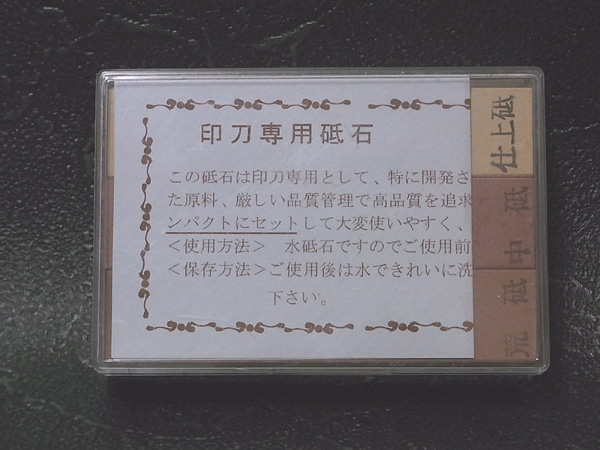 印刀専用砥石
この砥石は印刀専用として、特に開発さ
た原料、厳しい品質管理で高品質を追求
ンパクトにセットして大変使いやすく、
＜使用方法＞　水砥石ですのでご使用前
＜保存方法＞ご使用後は水できれいに洗
下さい。
仕上砥
中砥
荒砥